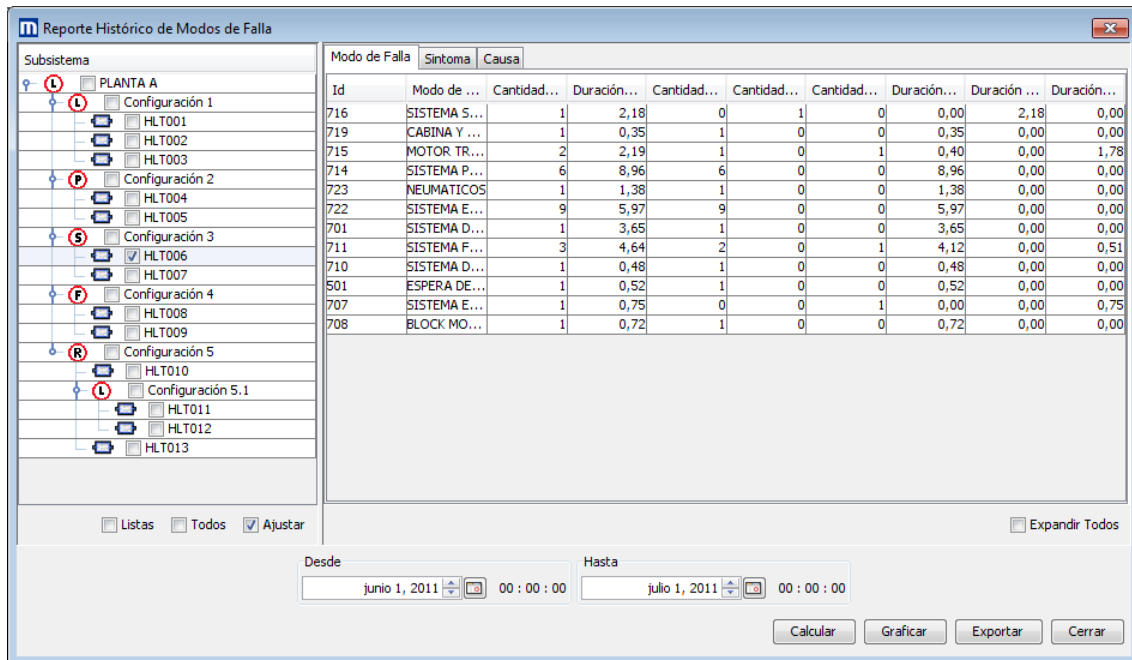 Reporte Histórico de Modos de Falla
Subsistema
L PLANTA A
L Configuración 1
HLT001
HLT002
HLT003
P Configuración 2
HLT004
HLT005
S Configuración 3
HLT006
HLT007
F Configuración 4
HLT008
HLT009
R Configuración 5
HLT010
L Configuración 5.1
HLT011
HLT012
HLT013
Listas Todos Ajustar
Modo de Falla Sintoma Causa
Id Modo de ... Cantidad... Duración... Cantidad... Cantidad... Cantidad... Duración... Duración ... Duración...
716 SISTEMA S... 1 2,18 0 1 0 0,00 2,18 0,00
719 CABINA Y ... 1 0,35 1 0 0 0,35 0,00 0,00
715 MOTOR TR... 2 2,19 1 0 1 0,40 0,00 1,78
714 SISTEMA P... 6 8,96 6 0 0 8,96 0,00 0,00
723 NEUMATICOS 1 1,38 1 0 0 1,38 0,00 0,00
722 SISTEMA E... 9 5,97 9 0 0 5,97 0,00 0,00
701 SISTEMA D... 1 3,65 1 0 0 3,65 0,00 0,00
711 SISTEMA F... 3 4,64 2 0 1 4,12 0,00 0,51
710 SISTEMA D... 1 0,48 1 0 0 0,48 0,00 0,00
501 ESPERA DE... 1 0,52 1 0 0 0,52 0,00 0,00
707 SISTEMA E... 1 0,75 0 0 1 0,00 0,00 0,75
708 BLOCK MO... 1 0,72 1 0 0 0,72 0,00 0,00
Expandir Todos
Desde Hasta
junio 1, 2011 00 : 00 : 00 julio 1, 2011 00 : 00 : 00
Calcular Graficar Exportar Cerrar